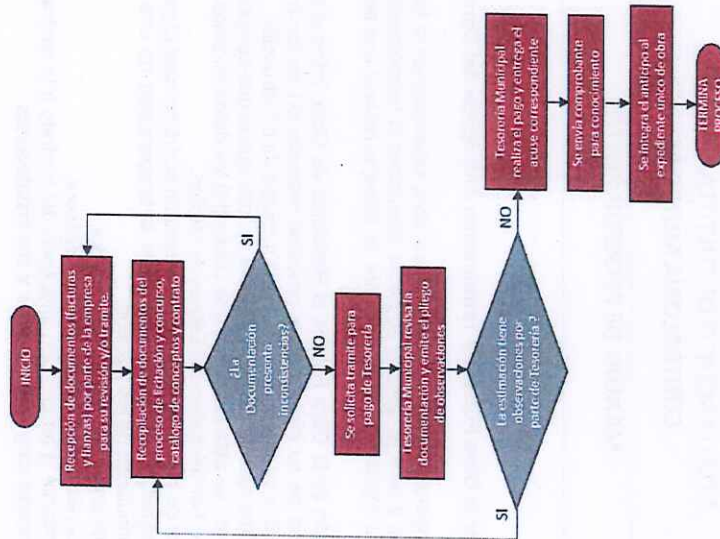 INICIO
Recepción de documentos (facturas
y fianzas) por parte de la empresa
para su revisión y/o tramite.
Recopilación de documentos del
proceso de licitación y concurso,
catálogo de conceptos y contrato
¿La
Documentación
presenta
inconsistencias?
SI
NO
Se solicita tramite para
pago de Tesorería
Tesorería Municipal revisa la
documentación y emite el pliego
de observaciones
La estimación tiene
observaciones por
parte de Tesorería ?
SI
NO
Tesorería Municipal
realiza el pago y entrega el
acuse correspondiente
Se envía comprobante
para conocimiento
Se integra el anticipo al
expediente único de obra
TERMINA
PROCESO